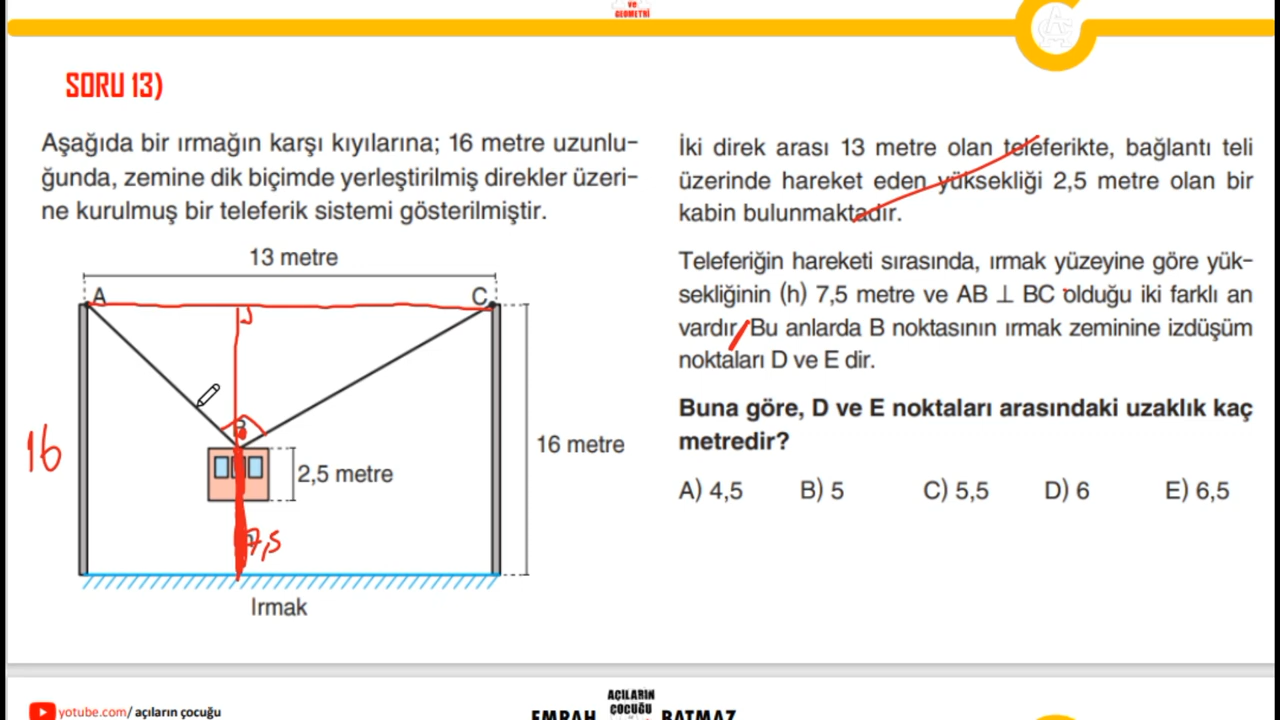 ve
GEOMETRİ
SORU 13)
Aşağıda bir ırmağın karşı kıyılarına; 16 metre uzunlu-
ğunda, zemine dik biçimde yerleştirilmiş direkler üzeri-
ne kurulmuş bir teleferik sistemi gösterilmiştir.
13 metre
A
C
B
16
16 metre
2,5 metre
7,5
Irmak
İki direk arası 13 metre olan teleferikte, bağlantı teli
üzerinde hareket eden yüksekliği 2,5 metre olan bir
kabin bulunmaktadır.
Teleferiğin hareketi sırasında, ırmak yüzeyine göre yük-
sekliğinin (h) 7,5 metre ve AB ⊥ BC olduğu iki farklı an
vardır. Bu anlarda B noktasının ırmak zeminine izdüşüm
noktaları D ve E dir.
Buna göre, D ve E noktaları arasındaki uzaklık kaç
metredir?
A) 4,5 B) 5 C) 5,5 D) 6 E) 6,5
yotube.com/ açıların çocuğu
AÇILARIN
ÇOCUĞU
EMRAH BATMAZ